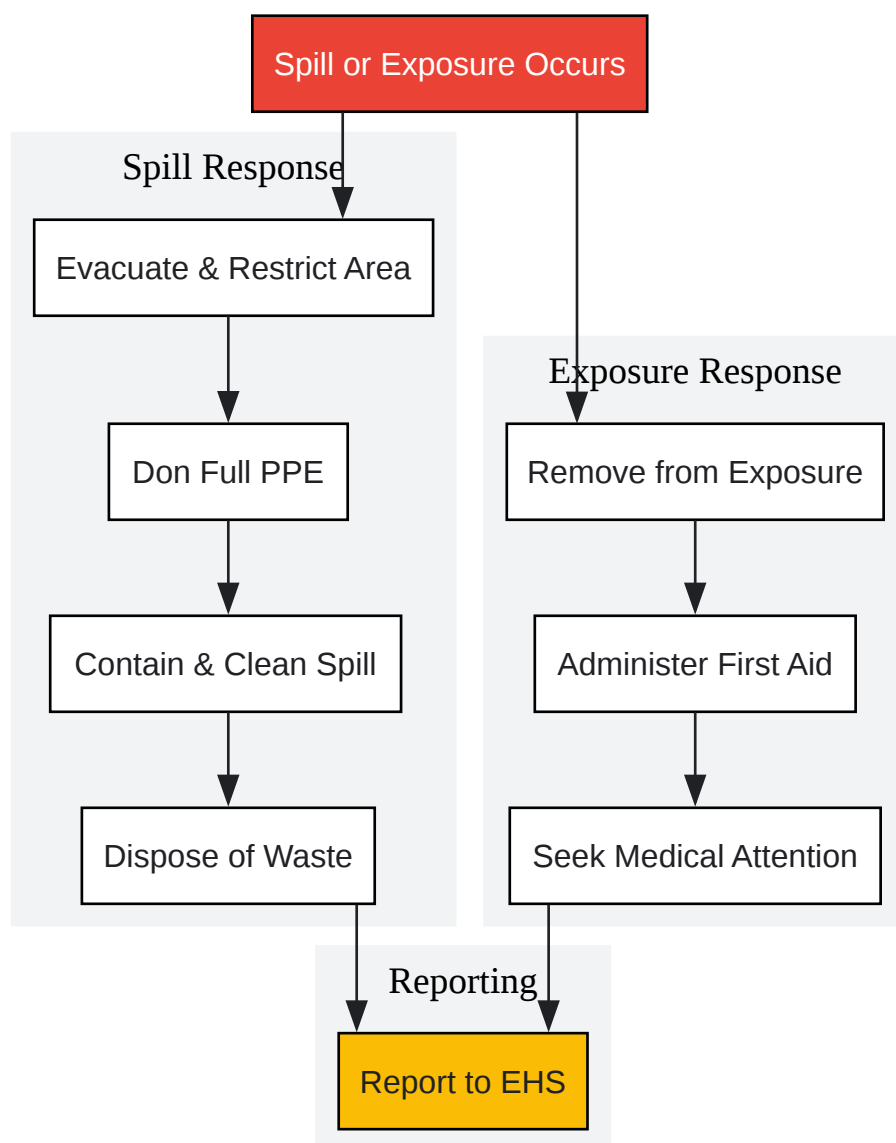 Spill or Exposure Occurs
Spill Response
Evacuate & Restrict Area
Don Full PPE
Contain & Clean Spill
Dispose of Waste
Exposure Response
Remove from Exposure
Administer First Aid
Seek Medical Attention
Reporting
Report to EHS